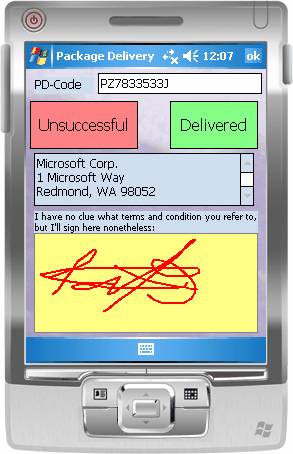 Package Delivery 12:07 ok
PD-Code PZ7833533J
Unsuccessful Delivered
Microsoft Corp.
1 Microsoft Way
Redmond, WA 98052
I have no clue what terms and condition you refer to,
but I'll sign here nonetheless: